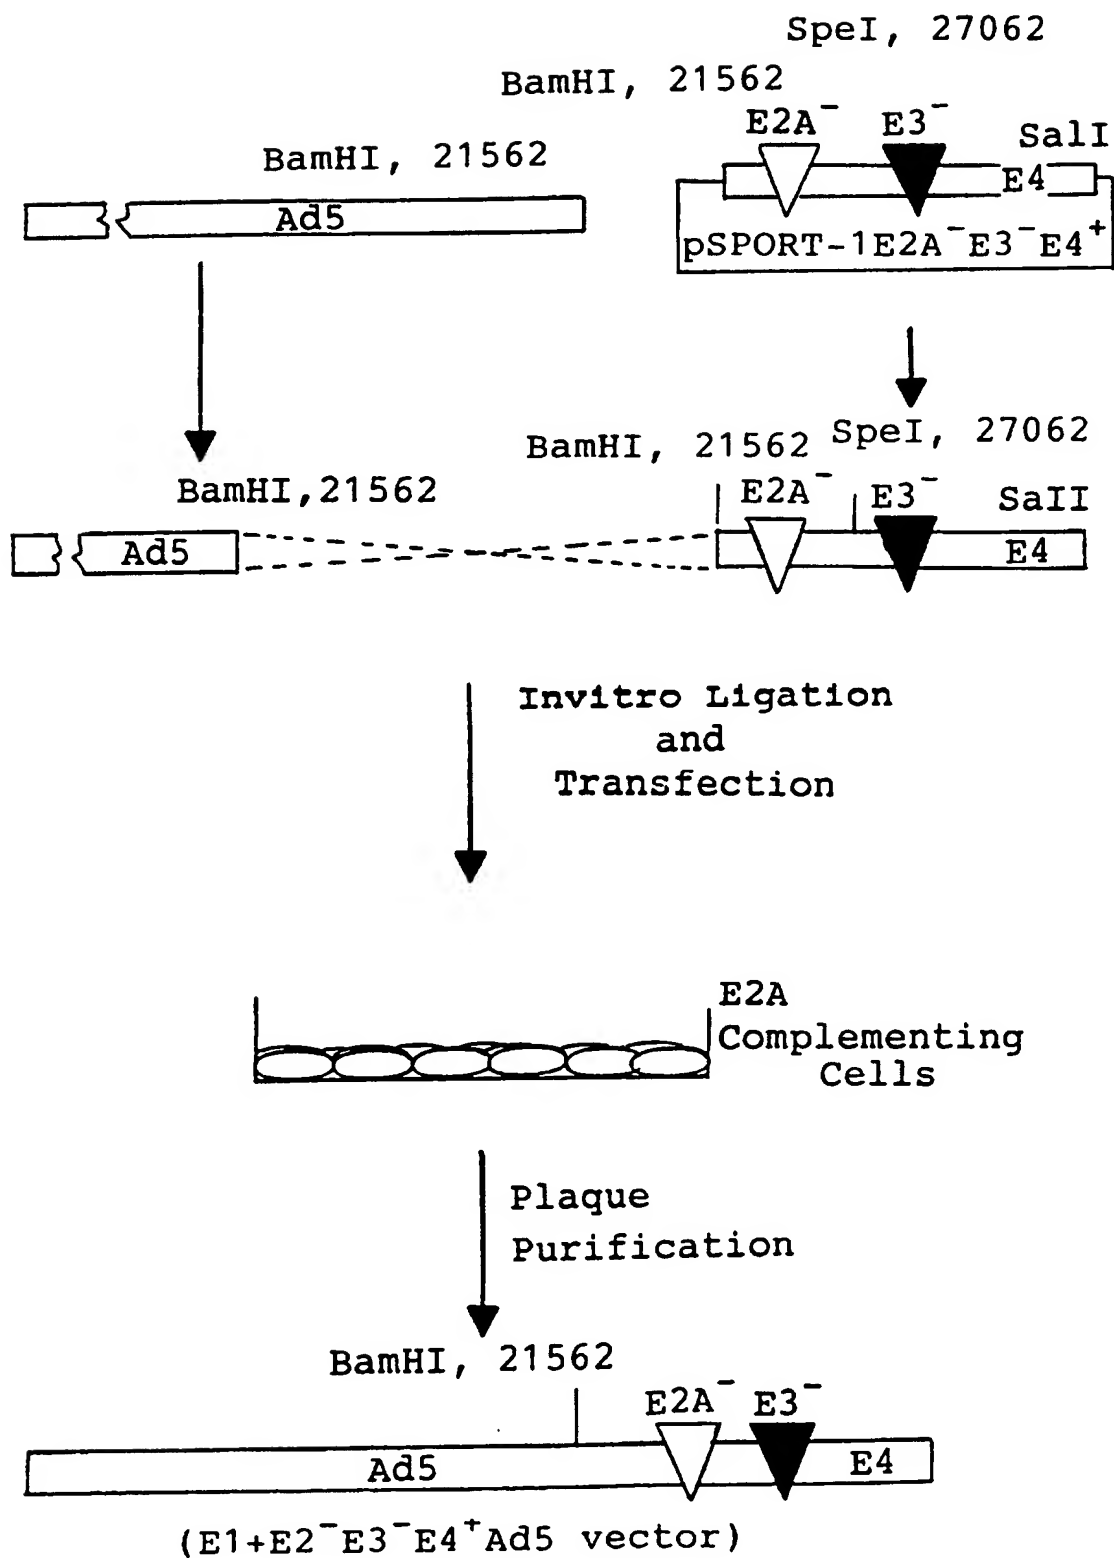 SpeI, 27062
BamHI, 21562
E2A⁻ E3⁻ SalI
BamHI, 21562
E4
Ad5
pSPORT-1E2A⁻E3⁻E4⁺
BamHI, 21562 SpeI, 27062
BamHI,21562 E2A⁻ E3⁻ SaII
Ad5 E4
Invitro Ligation
and
Transfection
E2A
Complementing
Cells
Plaque
Purification
BamHI, 21562
E2A⁻ E3⁻
Ad5 E4
(E1+E2⁻E3⁻E4⁺Ad5 vector)